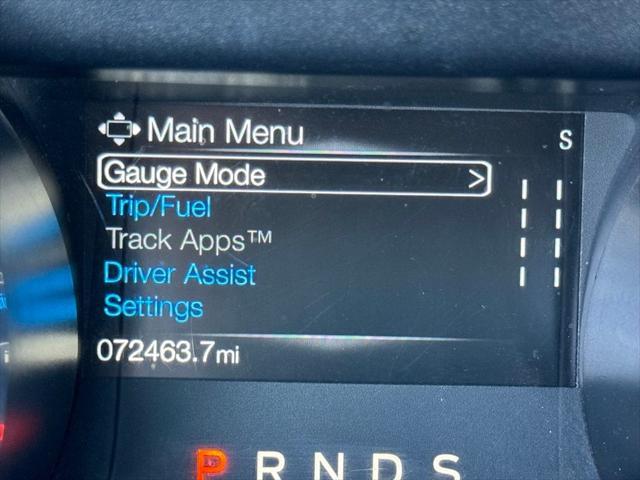 Main Menu
S
Gauge Mode >
Trip/Fuel
Track Apps™
Driver Assist
Settings
072463.7mi
P R N D S